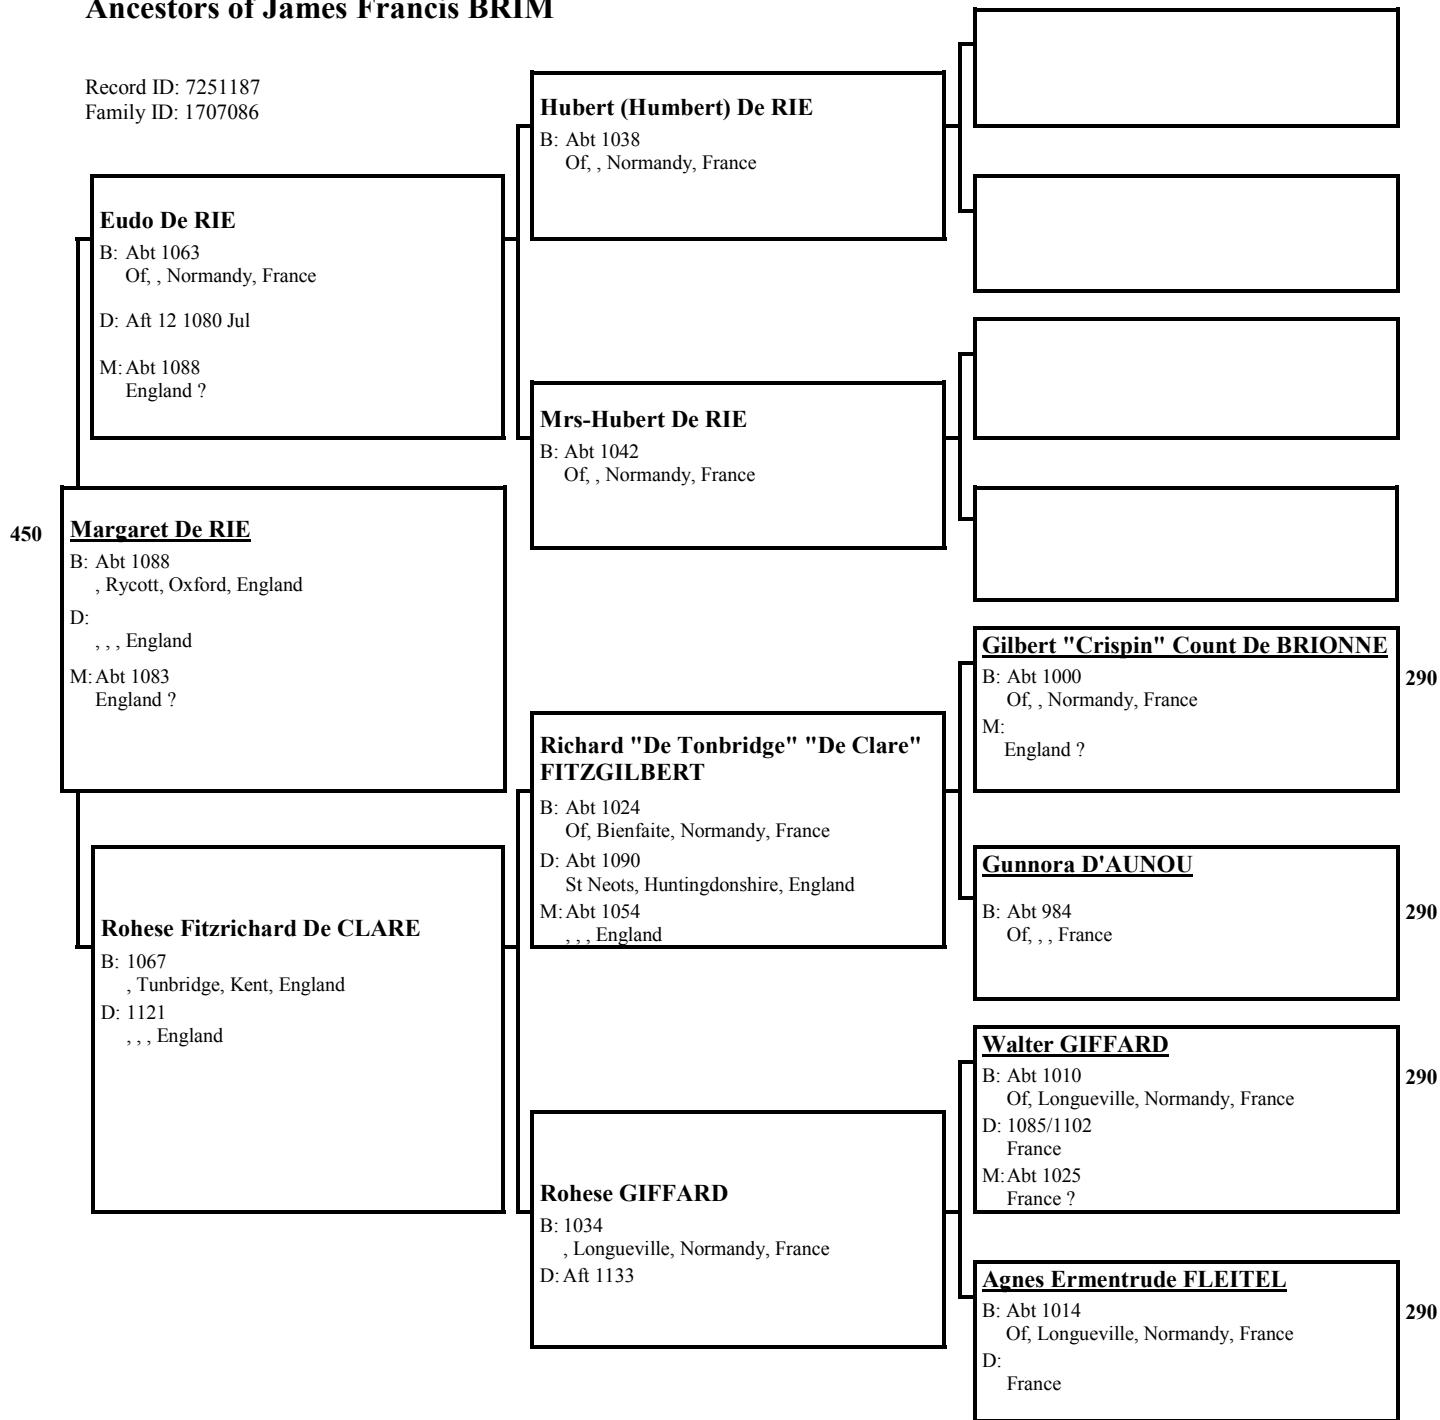 Ancestors of James Francis BRIM
Record ID: 7251187
Family ID: 1707086
Hubert (Humbert) De RIE
B: Abt 1038
Of, , Normandy, France
Eudo De RIE
B: Abt 1063
Of, , Normandy, France
D: Aft 12 1080 Jul
M: Abt 1088
England ?
Mrs-Hubert De RIE
B: Abt 1042
Of, , Normandy, France
450
Margaret De RIE
B: Abt 1088
, Rycott, Oxford, England
D:
, , , England
M: Abt 1083
England ?
Gilbert "Crispin" Count De BRIONNE
B: Abt 1000
Of, , Normandy, France
M:
England ?
290
Richard "De Tonbridge" "De Clare"
FITZGILBERT
B: Abt 1024
Of, Bienfaite, Normandy, France
D: Abt 1090
St Neots, Huntingdonshire, England
M: Abt 1054
, , , England
Gunnora D'AUNOU
B: Abt 984
Of, , , France
290
Rohese Fitzrichard De CLARE
B: 1067
, Tunbridge, Kent, England
D: 1121
, , , England
Walter GIFFARD
B: Abt 1010
Of, Longueville, Normandy, France
D: 1085/1102
France
M: Abt 1025
France ?
290
Rohese GIFFARD
B: 1034
, Longueville, Normandy, France
D: Aft 1133
Agnes Ermentrude FLEITEL
B: Abt 1014
Of, Longueville, Normandy, France
D:
France
290